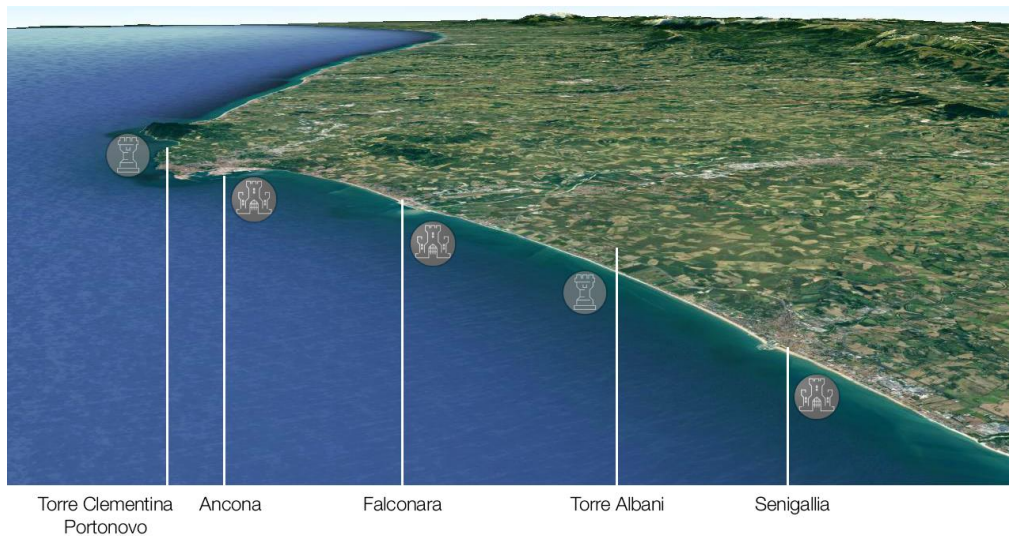 Torre Clementina
Portonovo
Ancona
Falconara
Torre Albani
Senigallia